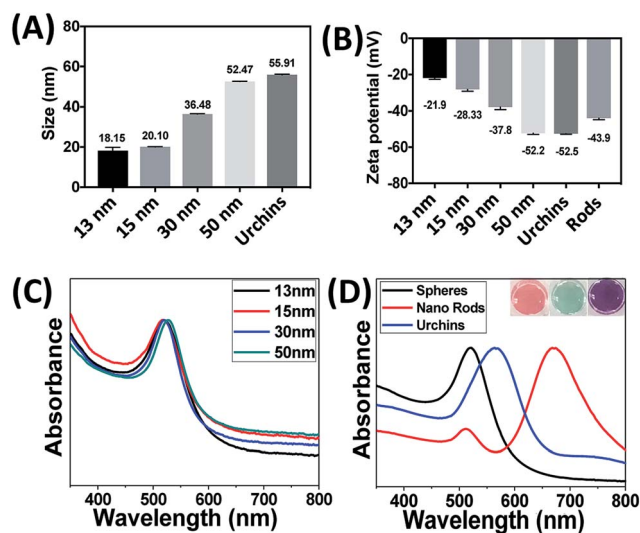 (A)
Size (nm)
80
60
40
20
0
18.15
20.10
36.48
52.47
55.91
13 nm
15 nm
30 nm
50 nm
Urchins
(B)
Zeta potential (mV)
-20
-40
-60
-80
-21.9
-28.33
-37.8
-52.2
-52.5
-43.9
13 nm
15 nm
30 nm
50 nm
Urchins
Rods
(C)
Absorbance
13nm
15nm
30nm
50nm
400 500 600 700 800
Wavelength (nm)
(D)
Absorbance
Spheres
Nano Rods
Urchins
400 500 600 700 800
Wavelength (nm)